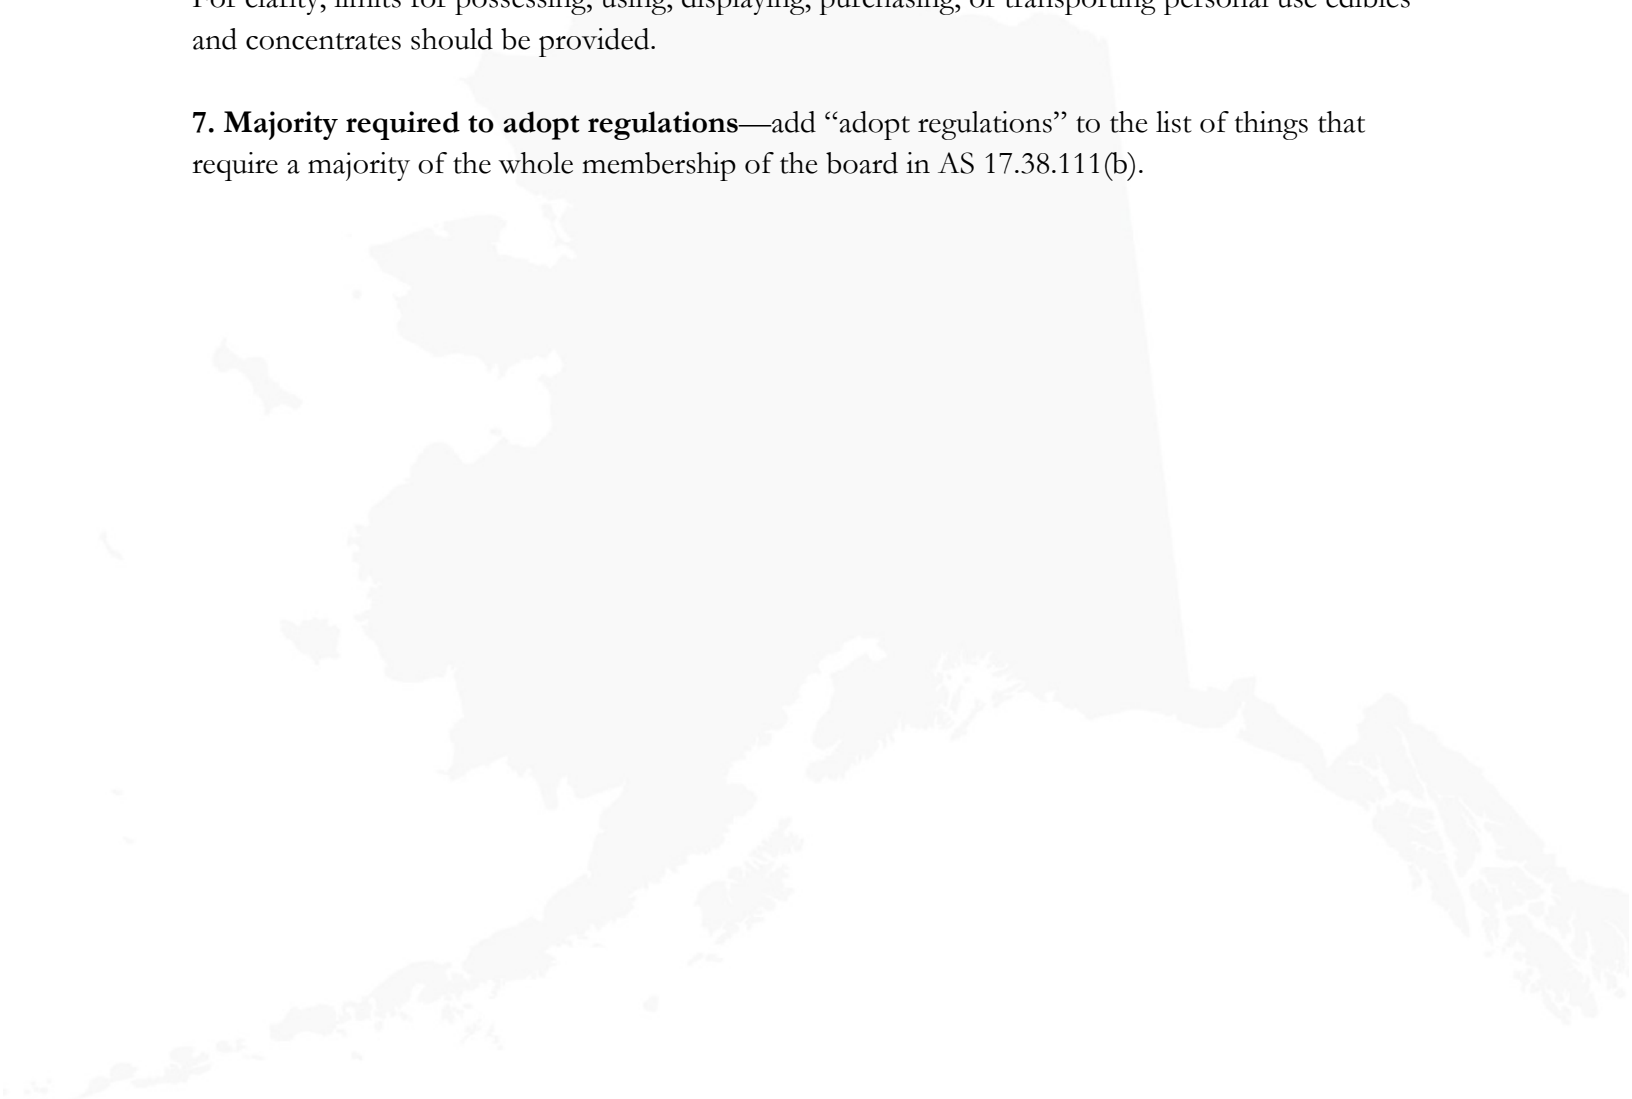 For clarity, limits for possessing, using, displaying, purchasing, or transporting personal use edibles
and concentrates should be provided.
7. Majority required to adopt regulations—add “adopt regulations” to the list of things that
require a majority of the whole membership of the board in AS 17.38.111(b).